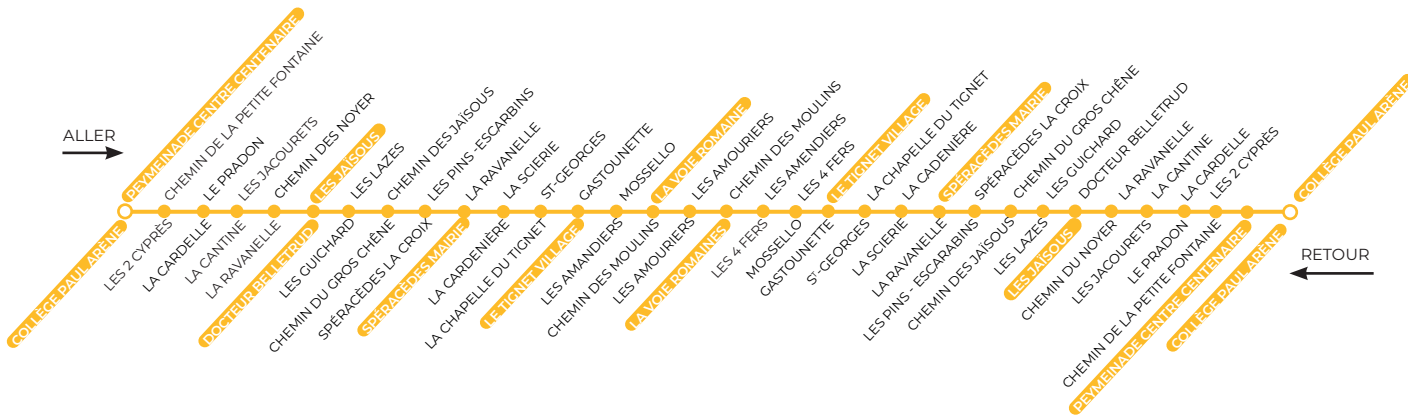 ALLER
PEYMEINADE CENTRE CENTENAIRE
CHEMIN DE LA PETITE FONTAINE
LE PRADON
LES JACOURETS
CHEMIN DES NOYER
LES JAÏSOUS
LES LAZES
CHEMIN DES JAÏSOUS
LES PINS -ESCARBINS
LA RAVANELLE
LA SCIERIE
ST-GEORGES
GASTOUNETTE
MOSSELLO
LA VOIE ROMAINE
LES AMOURIERS
CHEMIN DES MOULINS
LES AMENDIERS
LES 4 FERS
LE TIGNET VILLAGE
LA CHAPELLE DU TIGNET
LA CADENIÈRE
SPÉRACÈDES MAIRIE
SPÉRACÈDES LA CROIX
CHEMIN DU GROS CHÊNE
LES GUICHARD
DOCTEUR BELLETRUD
LA RAVANELLE
LA CANTINE
LA CARDELLE
LES 2 CYPRÈS
COLLÈGE PAUL ARÈNE
COLLÈGE PAUL ARÈNE
LES 2 CYPRÈS
LA CARDELLE
LA CANTINE
LA RAVANELLE
DOCTEUR BELLETRUD
LES GUICHARD
CHEMIN DU GROS CHÊNE
SPÉRACÈDES LA CROIX
SPÉRACÈDES MAIRIE
LA CARDENIÈRE
LA CHAPELLE DU TIGNET
LE TIGNET VILLAGE
LES AMANDIERS
CHEMIN DES MOULINS
LES AMOURIERS
LA VOIE ROMAINES
LES 4 FERS
MOSSELLO
GASTOUNETTE
ST-GEORGES
LA SCIERIE
LA RAVANELLE
LES PINS - ESCARABINS
CHEMIN DES JAÏSOUS
LES LAZES
LES JAÏSOUS
CHEMIN DU NOYER
LES JACOURETS
LE PRADON
CHEMIN DE LA PETITE FONTAINE
PEYMEINADE CENTRE CENTENAIRE
COLLÈGE PAUL ARÈNE
RETOUR